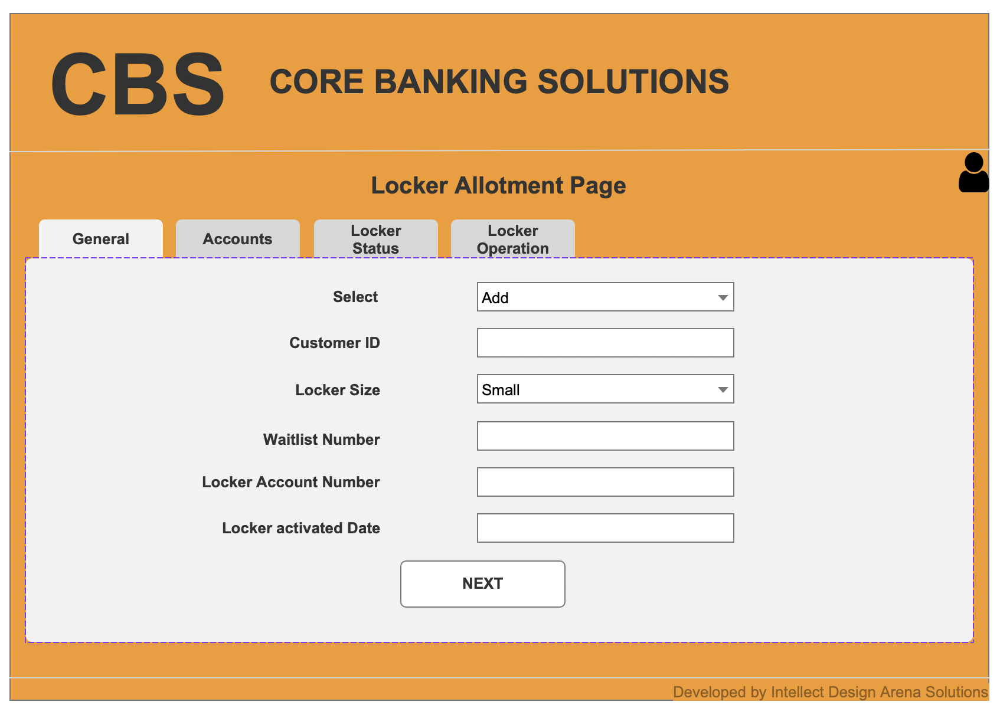 CBS
CORE BANKING SOLUTIONS
Locker Allotment Page
General
Accounts
Locker
Status
Locker
Operation
Select
Add
Customer ID
Locker Size
Small
Waitlist Number
Locker Account Number
Locker activated Date
NEXT
Developed by Intellect Design Arena Solutions